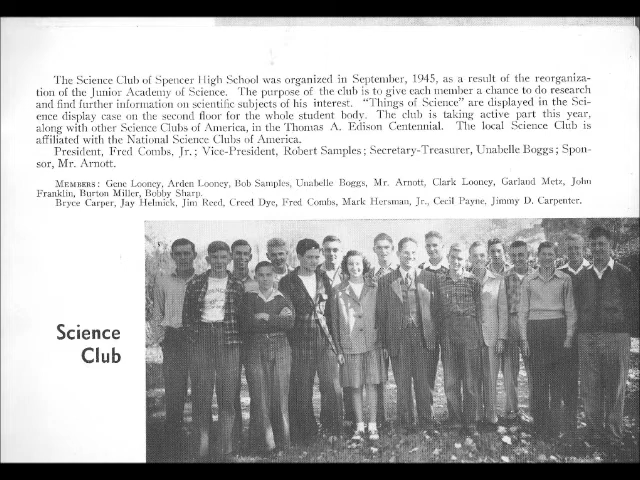 The Science Club of Spencer High School was organized in September, 1945, as a result of the reorganiza-
tion of the Junior Academy of Science. The purpose of the club is to give each member a chance to do research
and find further information on scientific subjects of his interest. "Things of Science" are displayed in the Sci-
ence display case on the second floor for the whole student body. The club is taking active part this year,
along with other Science Clubs of America, in the Thomas A. Edison Centennial. The local Science Club is
affiliated with the National Science Clubs of America.
President, Fred Combs, Jr.; Vice-President, Robert Samples; Secretary-Treasurer, Unabelle Boggs; Spon-
sor, Mr. Arnott.
MEMBERS: Gene Looney, Arden Looney, Bob Samples, Unabelle Boggs, Mr. Arnott, Clark Looney, Garland Metz, John
Franklin, Burton Miller, Bobby Sharp.
Bryce Carper, Jay Helmick, Jim Reed, Creed Dye, Fred Combs, Mark Hersman, Jr., Cecil Payne, Jimmy D. Carpenter.
Science
Club